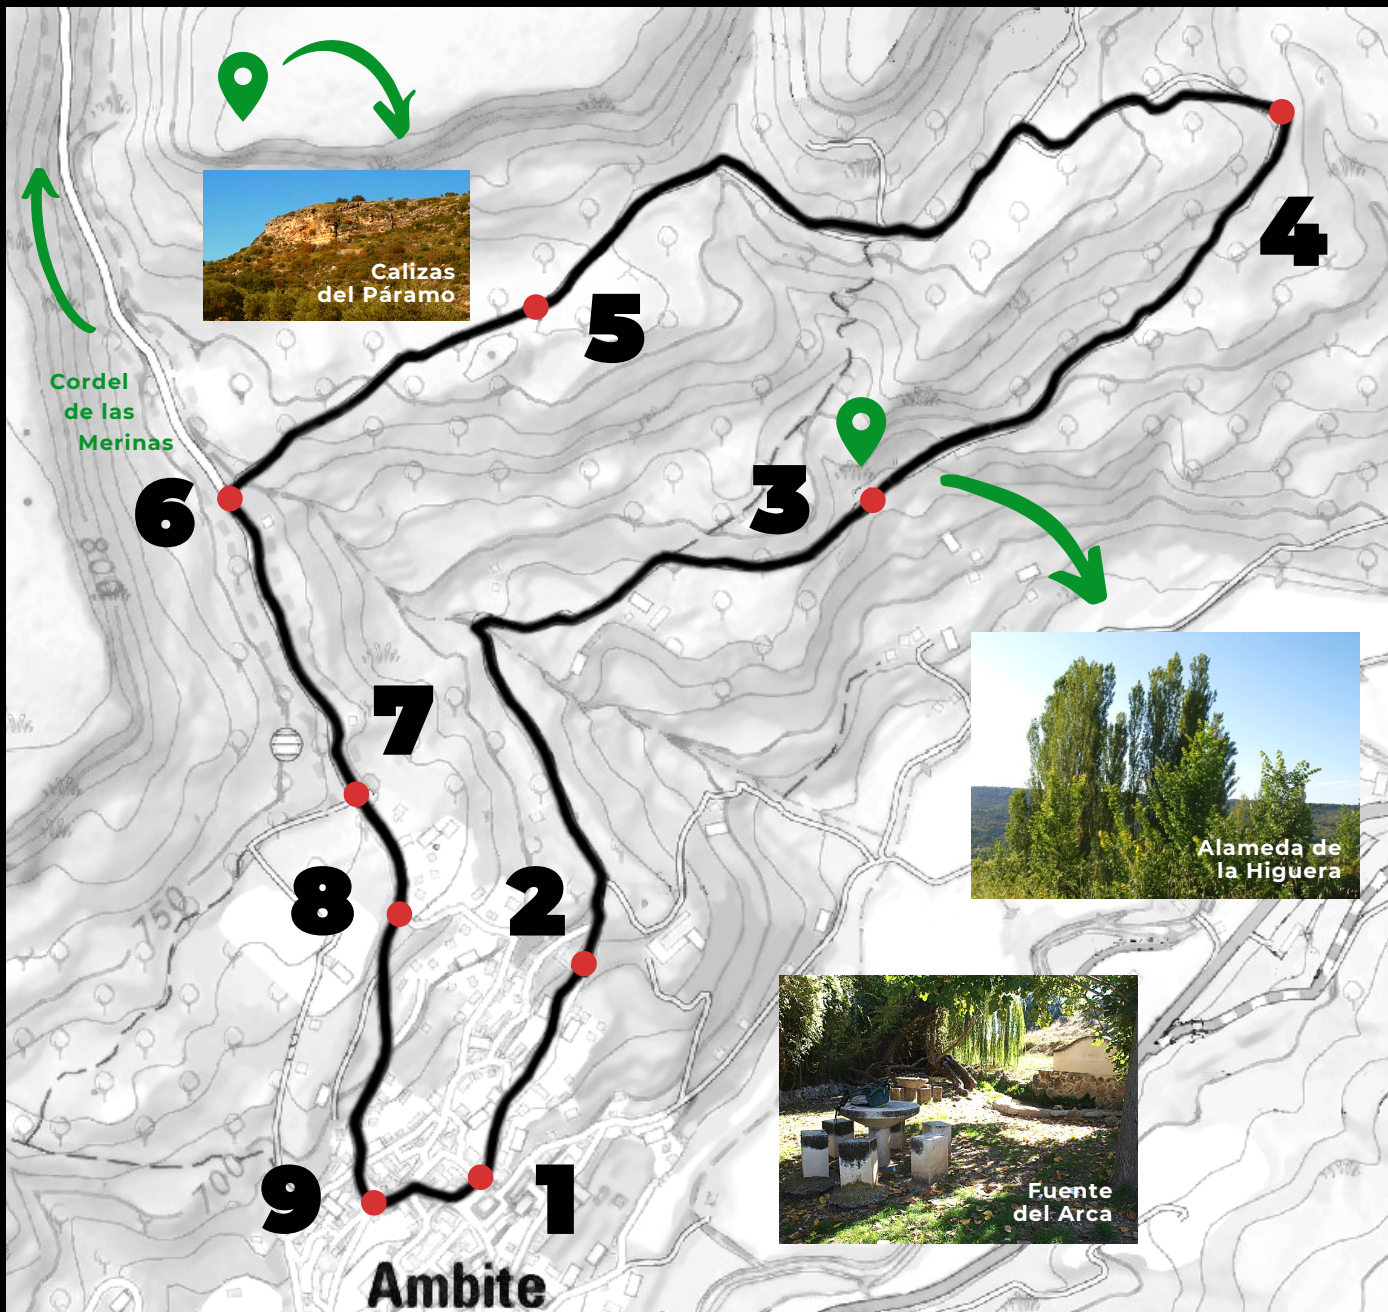 Calizas
del Páramo
4
5
Cordel
de las
Merinas
3
6
800
7
Alameda de
la Higuera
8
2
750
Fuente
del Arca
9
1
700
Ambite